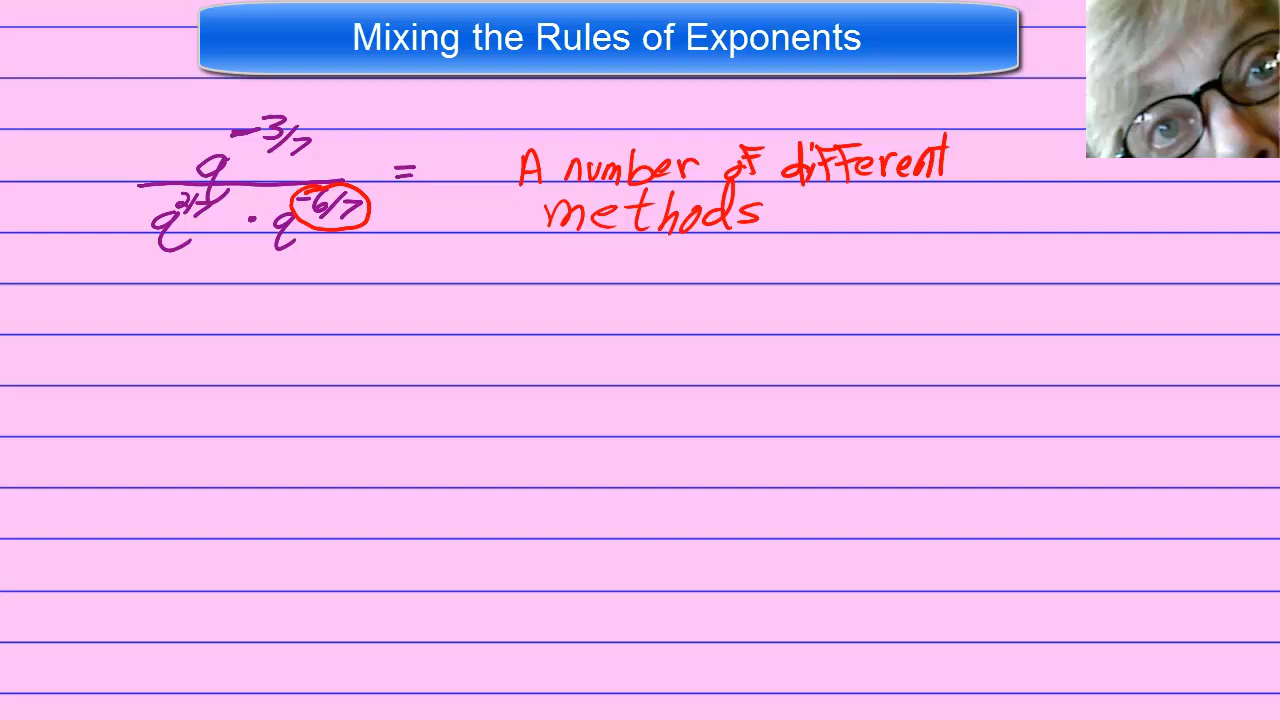 Mixing the Rules of Exponents
q^{-3/7}
q^{2/7} · q^{-6/7} =
A number of different
methods